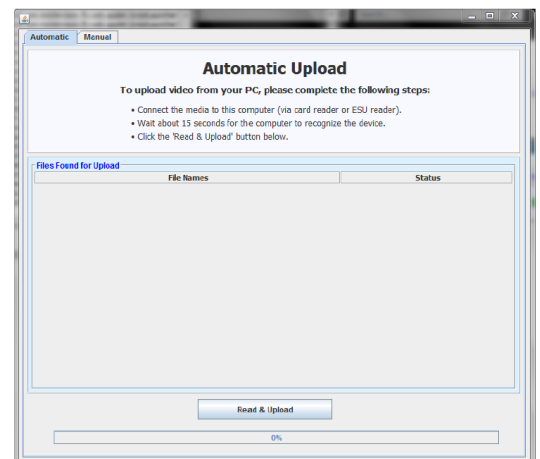 Automatic Manuel
Automatic Upload
To upload video from your PC, please complete the following steps:
• Connect the media to this computer (via card reader or ESU reader).
• Wait about 15 seconds for the computer to recognize the device.
• Click the 'Read & Upload' button below.
Files Found for Upload
File Names Status
Read & Upload
0%